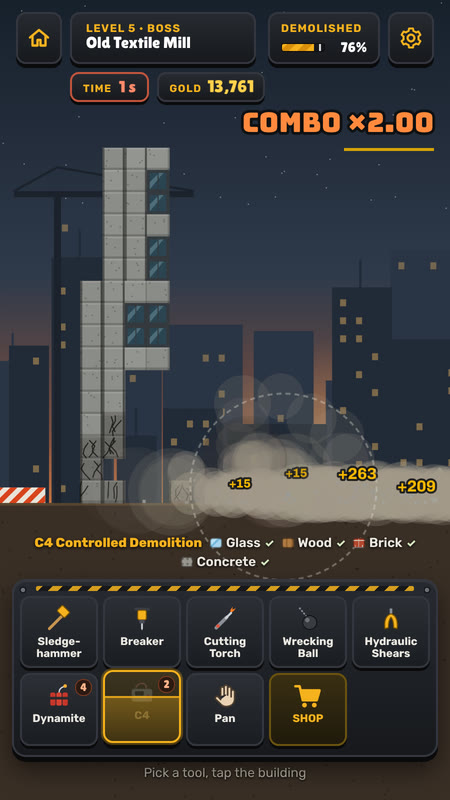 LEVEL 5 • BOSS
Old Textile Mill
DEMOLISHED
76%
TIME 1 s
GOLD 13,761
COMBO ×2.00
+15
+15
+263
+209
C4 Controlled Demolition Glass ✓ Wood ✓ Brick ✓
Concrete ✓
Sledge-
hammer
Breaker
Cutting
Torch
Wrecking
Ball
Hydraulic
Shears
4
Dynamite
2
C4
Pan
SHOP
Pick a tool, tap the building